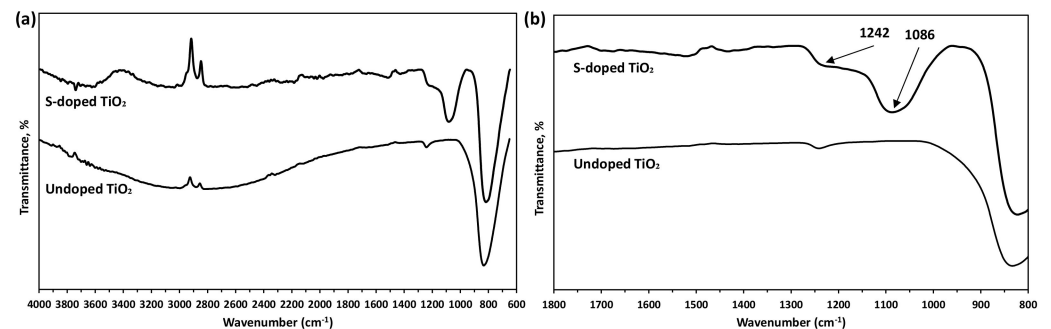 (a)
S-doped TiO₂
Undoped TiO₂
Transmittance, %
4000 3800 3600 3400 3200 3000 2800 2600 2400 2200 2000 1800 1600 1400 1200 1000 800 600
Wavenumber (cm⁻¹)
(b)
1242 1086
S-doped TiO₂
Undoped TiO₂
Transmittance, %
1800 1700 1600 1500 1400 1300 1200 1100 1000 900 800
Wavenumber (cm⁻¹)